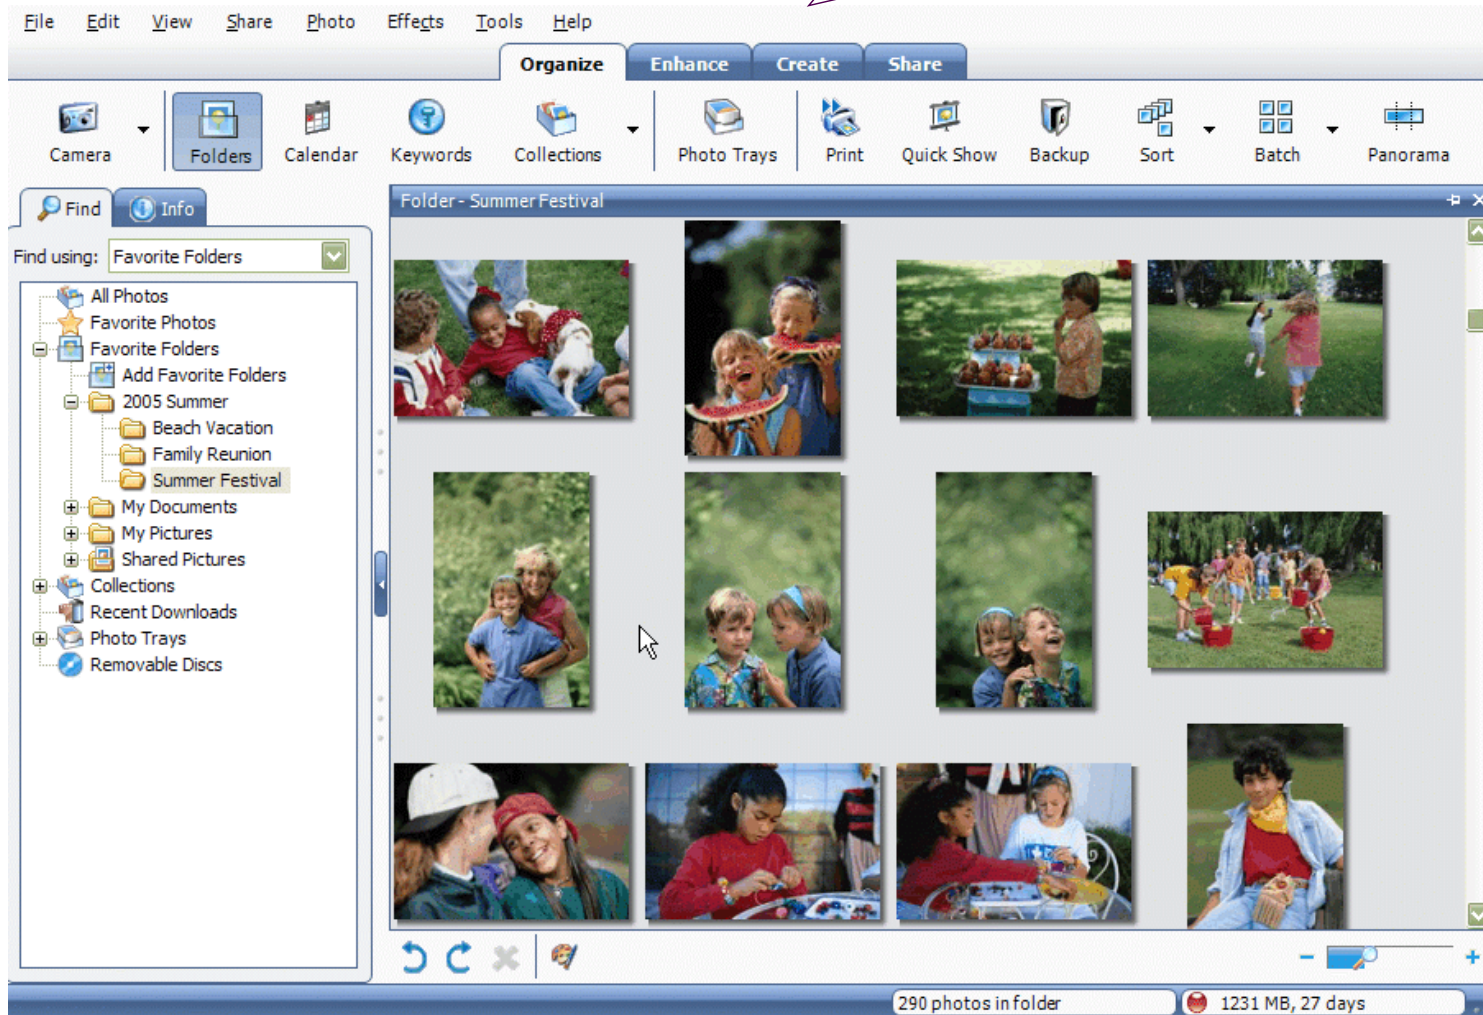 File Edit View Share Photo Effects Tools Help
Organize Enhance Create Share
Camera Folders Calendar Keywords Collections Photo Trays Print Quick Show Backup Sort Batch Panorama
Find Info
Find using: Favorite Folders
All Photos
Favorite Photos
Favorite Folders
Add Favorite Folders
2005 Summer
Beach Vacation
Family Reunion
Summer Festival
My Documents
My Pictures
Shared Pictures
Collections
Recent Downloads
Photo Trays
Removable Discs
Folder - Summer Festival
290 photos in folder
1231 MB, 27 days